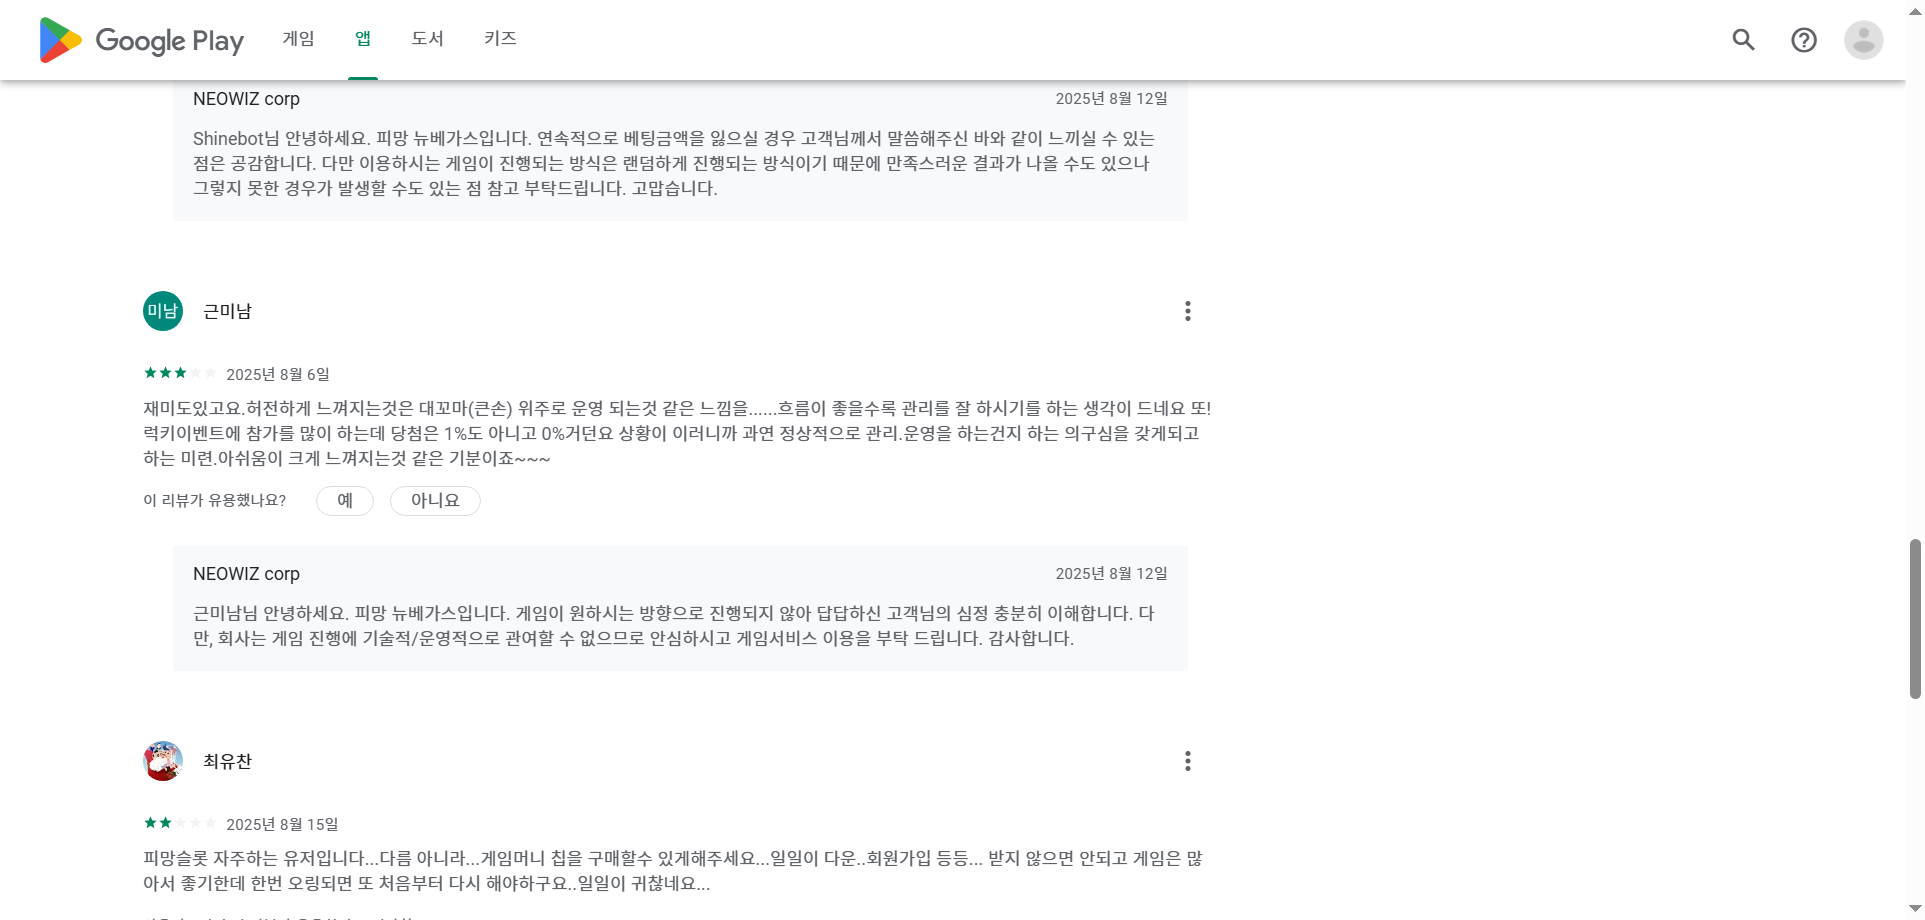 Google Play 게임 앱 도서 키즈
NEOWIZ corp 2025년 8월 12일
Shinebot님 안녕하세요. 피망 뉴베가스입니다. 연속적으로 베팅금액을 잃으실 경우 고객님께서 말씀해주신 바와 같이 느끼실 수 있는
점은 공감합니다. 다만 이용하시는 게임이 진행되는 방식은 랜덤하게 진행되는 방식이기 때문에 만족스러운 결과가 나올 수도 있으나
그렇지 못한 경우가 발생할 수도 있는 점 참고 부탁드립니다. 고맙습니다.
미남 근미남
2025년 8월 6일
재미도있고요.허전하게 느껴지는것은 대꼬마(큰손) 위주로 운영 되는것 같은 느낌을......흐름이 좋을수록 관리를 잘 하시기를 하는 생각이 드네요 또!
럭키이벤트에 참가를 많이 하는데 당첨은 1%도 아니고 0%거던요 상황이 이러니까 과연 정상적으로 관리.운영을 하는건지 하는 의구심을 갖게되고
하는 미련.아쉬움이 크게 느껴지는것 같은 기분이죠~~~
이 리뷰가 유용했나요? 예 아니요
NEOWIZ corp 2025년 8월 12일
근미남님 안녕하세요. 피망 뉴베가스입니다. 게임이 원하시는 방향으로 진행되지 않아 답답하신 고객님의 심정 충분히 이해합니다. 다
만, 회사는 게임 진행에 기술적/운영적으로 관여할 수 없으므로 안심하시고 게임서비스 이용을 부탁 드립니다. 감사합니다.
최유찬
2025년 8월 15일
피망슬롯 자주하는 유저입니다...다름 아니라...게임머니 칩을 구매할수 있게해주세요...일일이 다운..회원가입 등등... 받지 않으면 안되고 게임은 많
아서 좋기한데 한번 오링되면 또 처음부터 다시 해야하구요..일일이 귀찮네요...